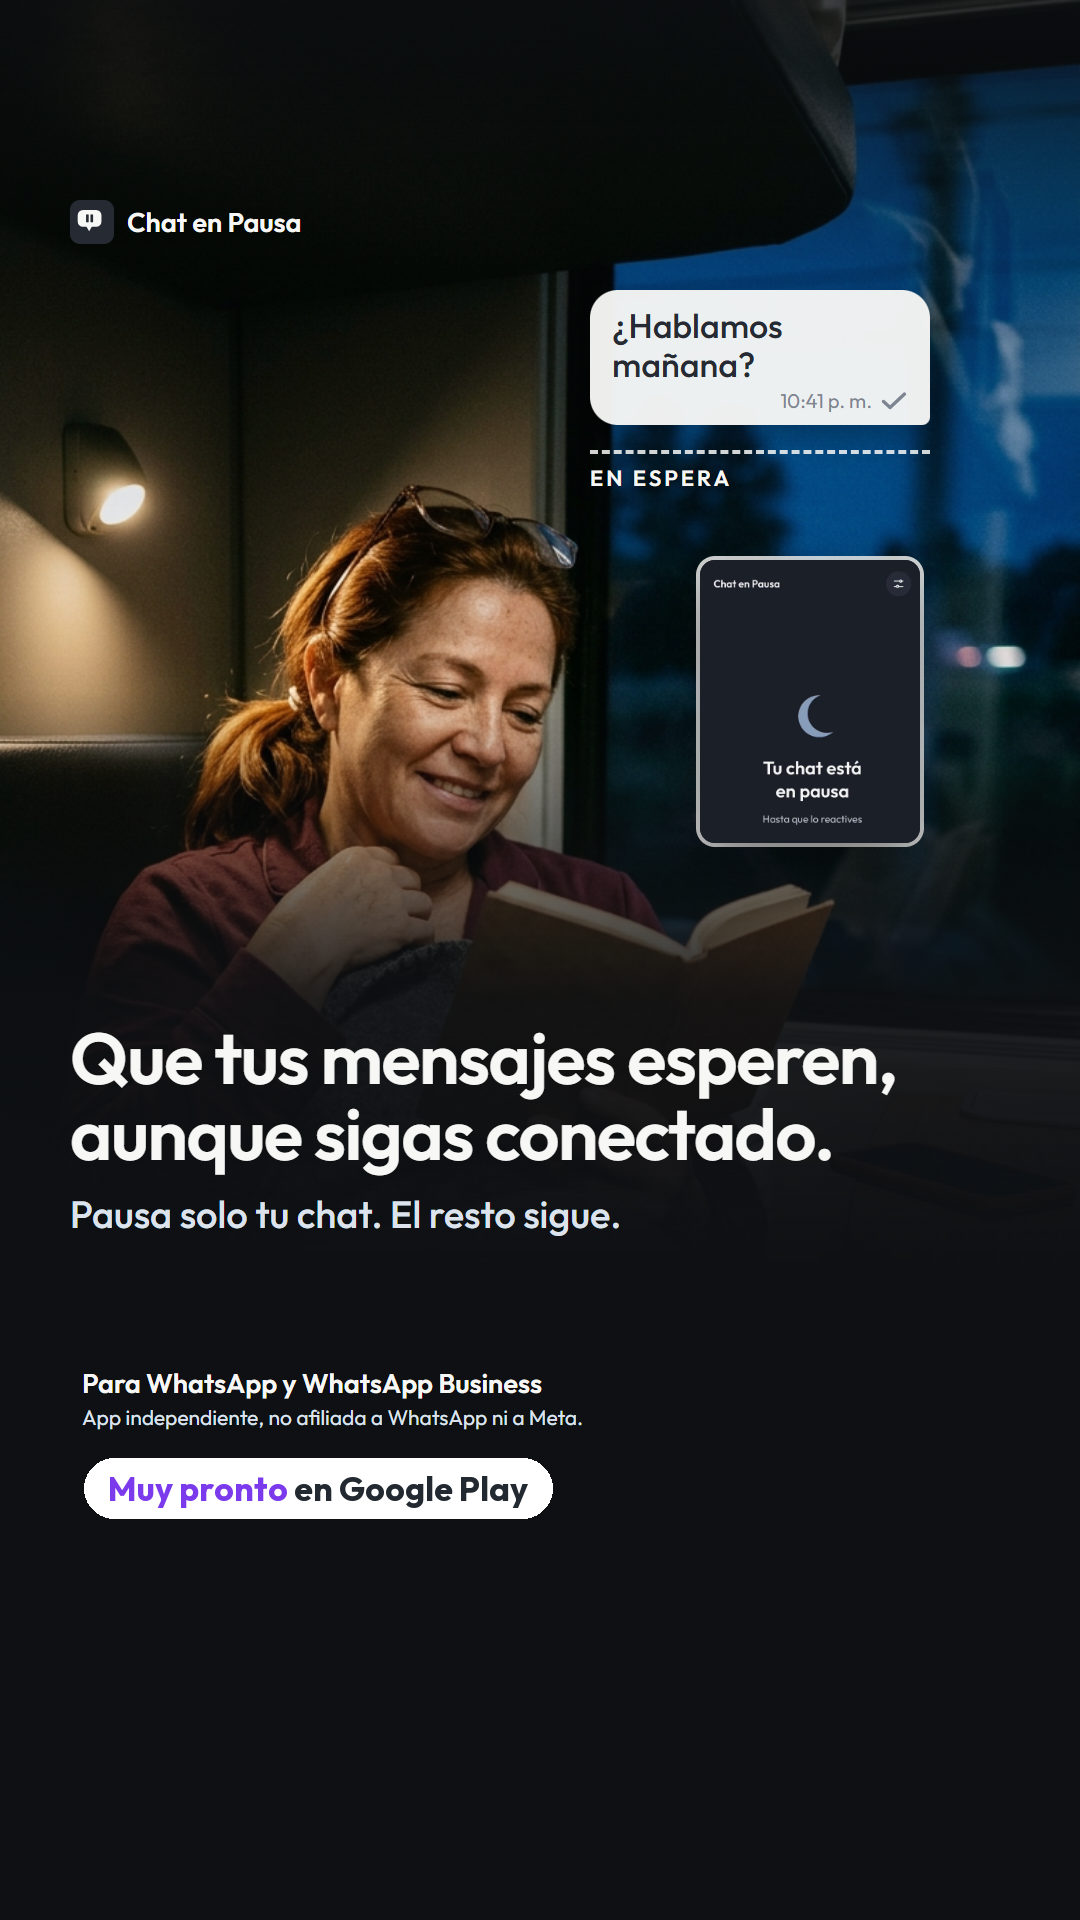 Chat en Pausa
¿Hablamos
mañana?
10:41 p. m.
EN ESPERA
Chat en Pausa
Tu chat está
en pausa
Hasta que lo reactives
Que tus mensajes esperen,
aunque sigas conectado.
Pausa solo tu chat. El resto sigue.
Para WhatsApp y WhatsApp Business
App independiente, no afiliada a WhatsApp ni a Meta.
Muy pronto en Google Play